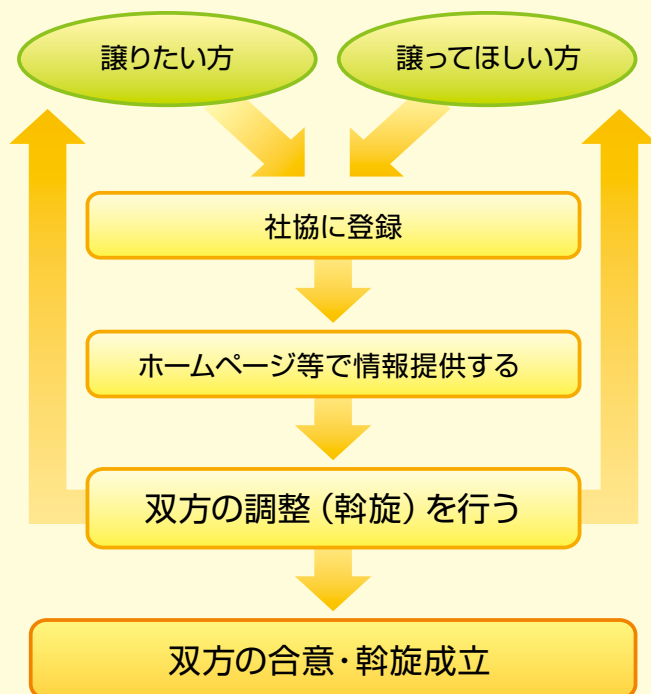 譲りたい方
譲ってほしい方
社協に登録
ホームページ等で情報提供する
双方の調整（斡旋）を行う
双方の合意・斡旋成立